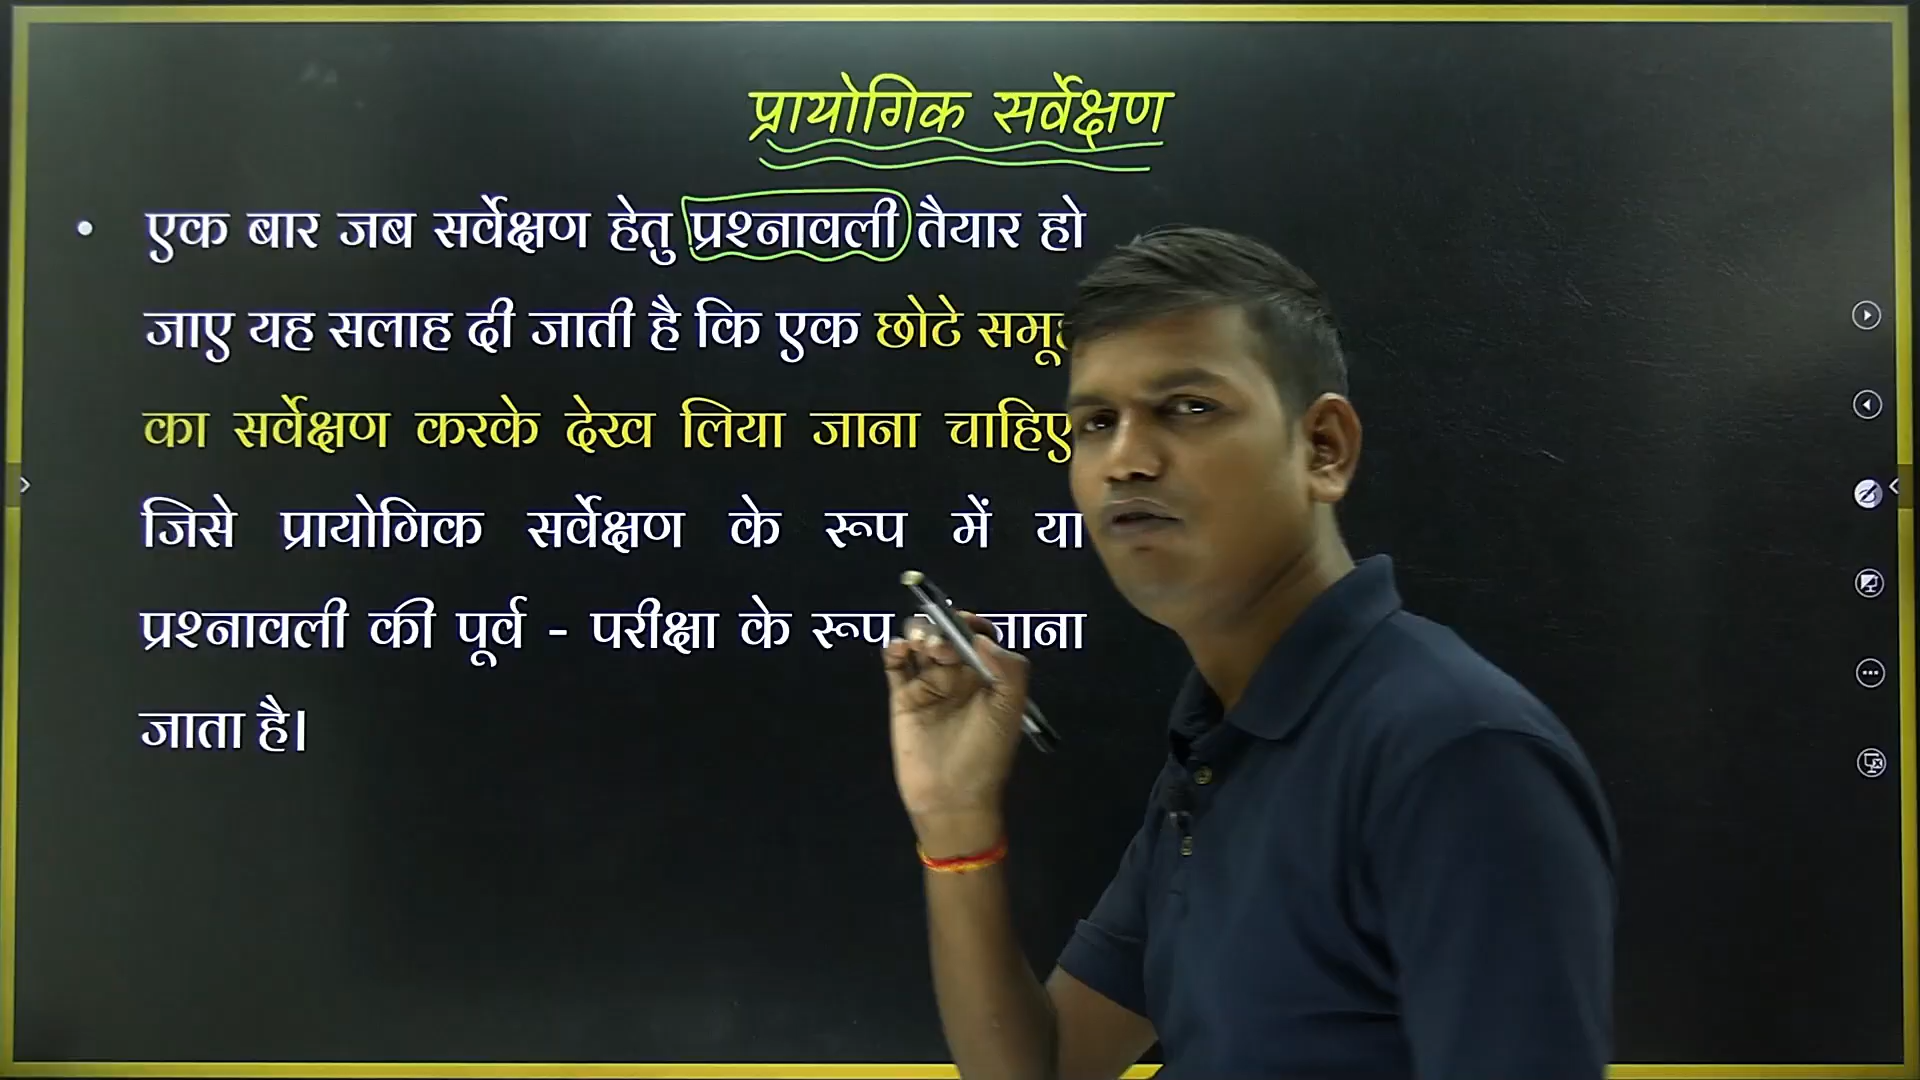 प्रायोगिक सर्वेक्षण
• एक बार जब सर्वेक्षण हेतु प्रश्नावली तैयार हो
जाए यह सलाह दी जाती है कि एक छोटे
का सर्वेक्षण करके देख लिया जाना चाहिए
जिसे प्रायोगिक सर्वेक्षण के रूप में या
प्रश्नावली की पूर्व - परीक्षा के रूप जाना
जाता है।